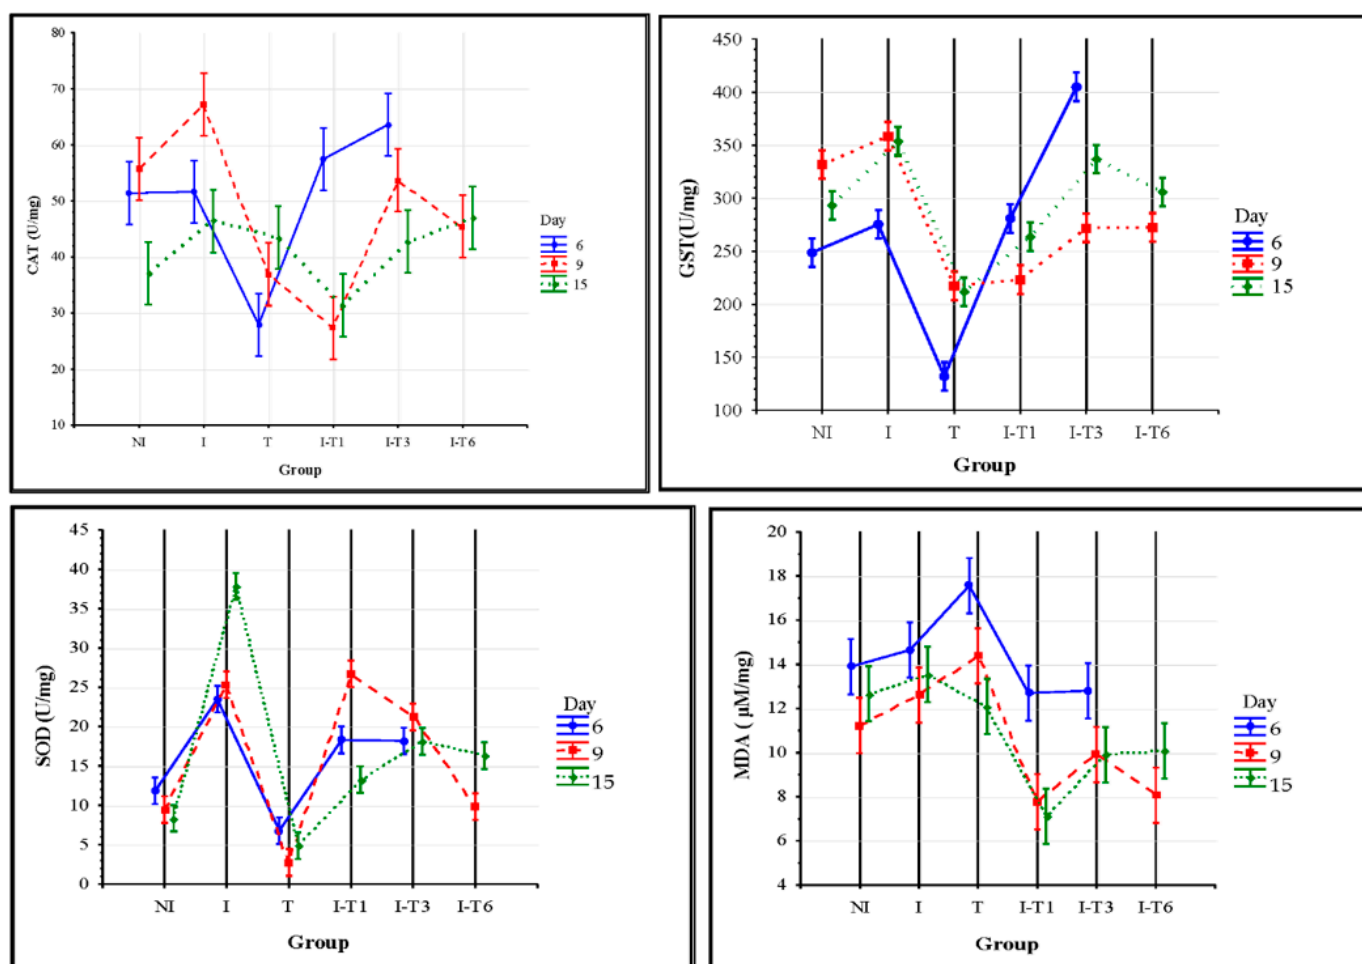 80
70
60
50
40
30
20
10
CAT (U/mg)
NI I T I-T1 I-T3 I-T6
Group
Day
6
9
15
450
400
350
300
250
200
150
100
GST(U/mg)
NI I T I-T1 I-T3 I-T6
Group
Day
6
9
15
45
40
35
30
25
20
15
10
5
0
SOD (U/mg)
NI I T I-T1 I-T3 I-T6
Group
Day
6
9
15
20
18
16
14
12
10
8
6
4
MDA ( µM/mg)
NI I T I-T1 I-T3 I-T6
Group
Day
6
9
15